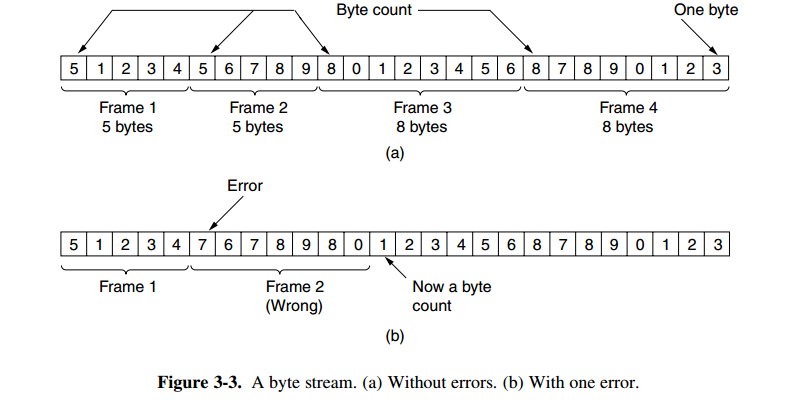 Byte count One byte
5 1 2 3 4 5 6 7 8 9 8 0 1 2 3 4 5 6 8 7 8 9 0 1 2 3
Frame 1 Frame 2 Frame 3 Frame 4
5 bytes 5 bytes 8 bytes 8 bytes
(a)
Error
5 1 2 3 4 7 6 7 8 9 8 0 1 2 3 4 5 6 8 7 8 9 0 1 2 3
Frame 1 Frame 2 Now a byte
(Wrong) count
(b)
Figure 3-3. A byte stream. (a) Without errors. (b) With one error.